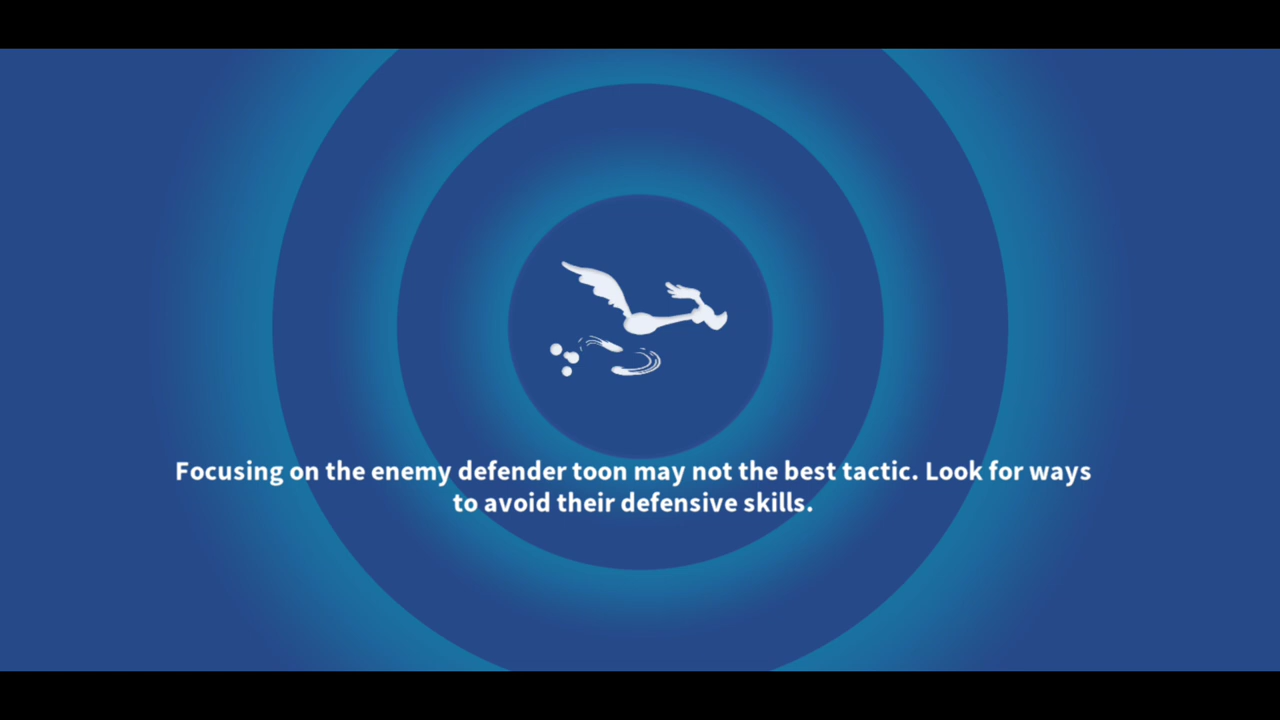 Focusing on the enemy defender toon may not the best tactic. Look for ways
to avoid their defensive skills.